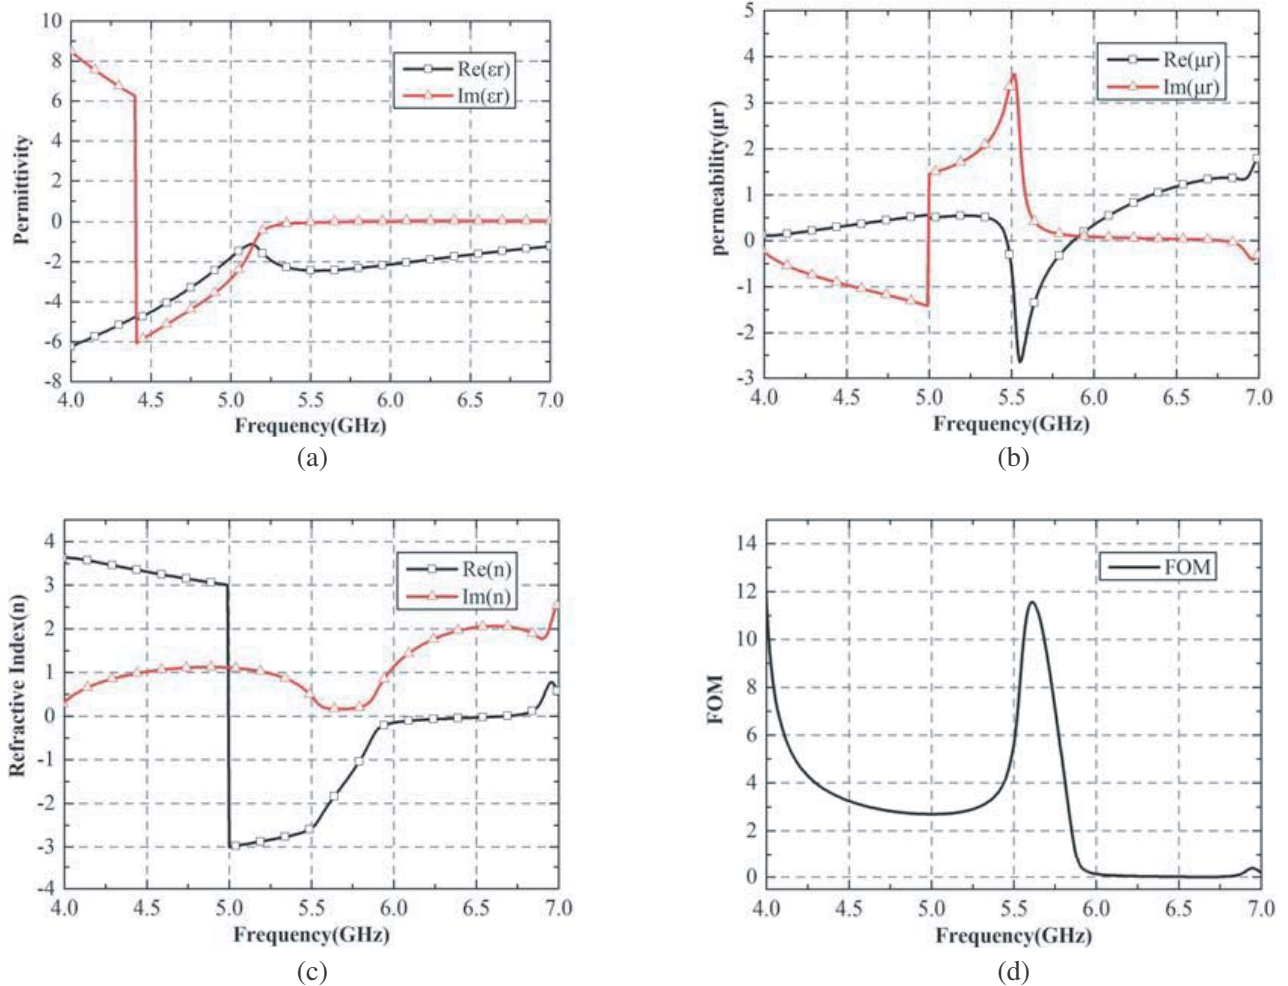 10
8
6
4
2
0
-2
-4
-6
-8
Permittivity
Re(εr)
Im(εr)
4.0 4.5 5.0 5.5 6.0 6.5 7.0
Frequency(GHz)
(a)
5
4
3
2
1
0
-1
-2
-3
permeability(μr)
Re(μr)
Im(μr)
4.0 4.5 5.0 5.5 6.0 6.5 7.0
Frequency(GHz)
(b)
4
3
2
1
0
-1
-2
-3
-4
Refractive Index(n)
Re(n)
Im(n)
4.0 4.5 5.0 5.5 6.0 6.5 7.0
Frequency(GHz)
(c)
14
12
10
8
6
4
2
0
FOM
FOM
4.0 4.5 5.0 5.5 6.0 6.5 7.0
Frequency(GHz)
(d)